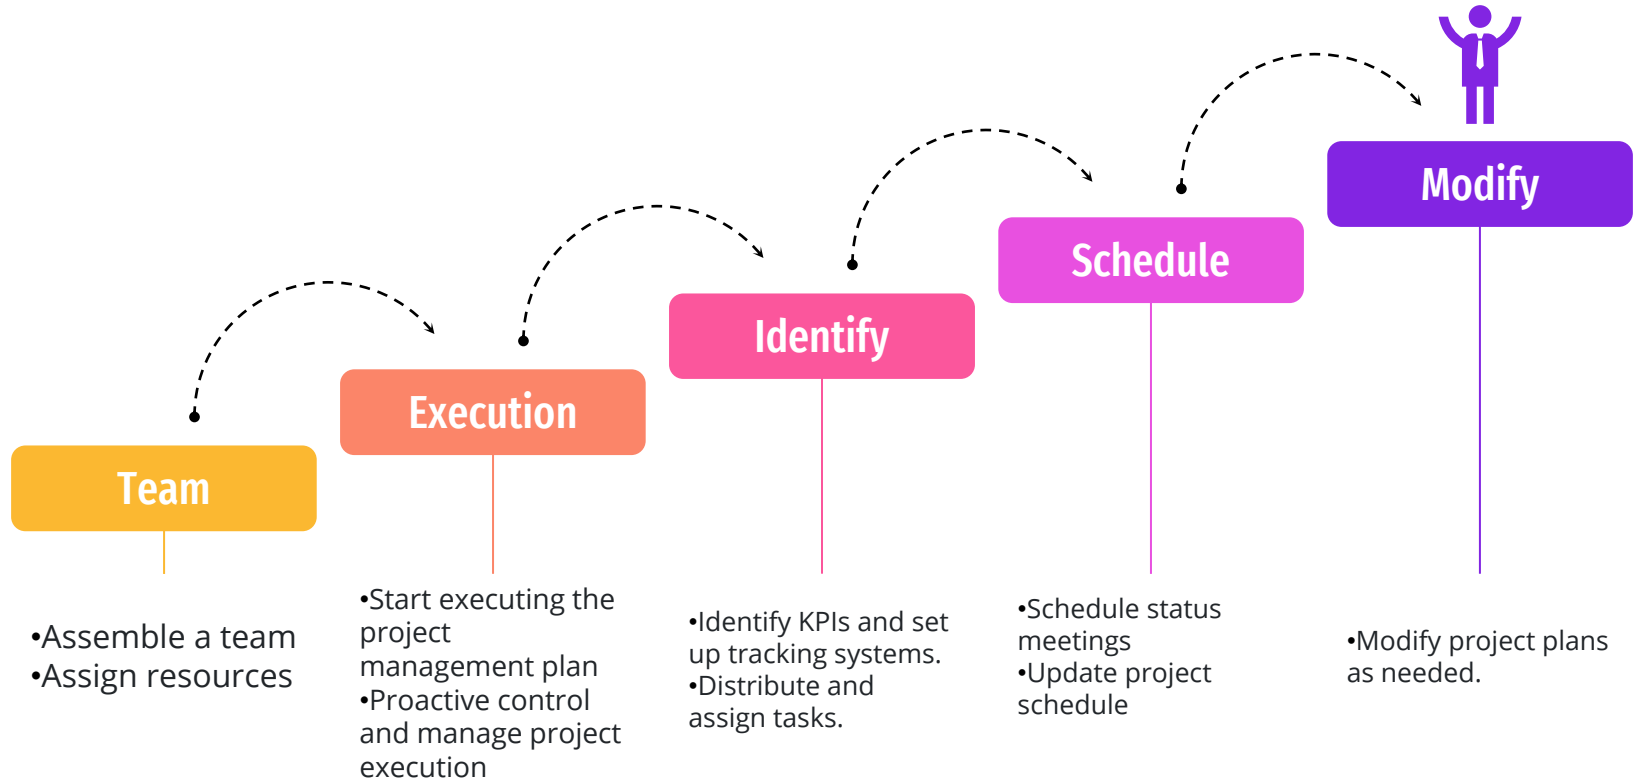 Modify
Schedule
Identify
Execution
Team
•Assemble a team
•Assign resources
•Start executing the
project
management plan
•Proactive control
and manage project
execution
•Identify KPIs and set
up tracking systems.
•Distribute and
assign tasks.
•Schedule status
meetings
•Update project
schedule
•Modify project plans
as needed.